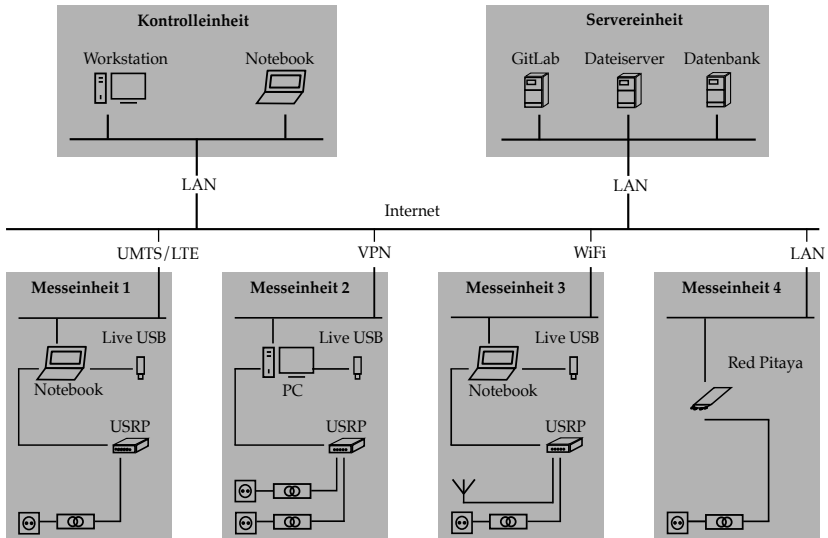 Kontrolleinheit
Workstation Notebook
Servereinheit
GitLab Dateiserver Datenbank
LAN LAN
Internet
UMTS/LTE VPN WiFi LAN
Messeinheit 1
Live USB
Notebook
USRP
Messeinheit 2
Live USB
PC
USRP
Messeinheit 3
Live USB
Notebook
USRP
Messeinheit 4
Red Pitaya